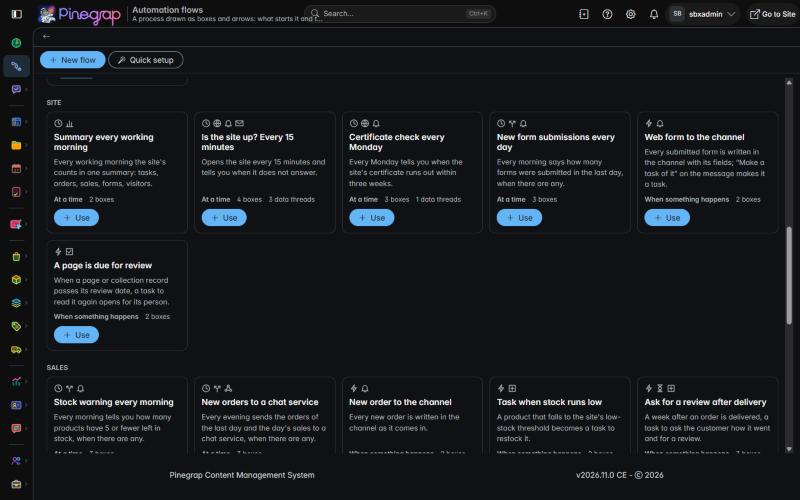 Pinegrap
Automation flows
A process drawn as boxes and arrows: what starts it and t...
Search...
Ctrl+K
SB
sbxadmin
Go to Site
New flow
Quick setup
SITE
Summary every working morning
Every working morning the site's
counts in one summary: tasks,
orders, sales, forms, visitors.
At a time 2 boxes
Use
Is the site up? Every 15 minutes
Opens the site every 15 minutes and
tells you when it does not answer.
At a time 4 boxes 3 data threads
Use
Certificate check every Monday
Every Monday tells you when the
site's certificate runs out within
three weeks.
At a time 3 boxes 1 data threads
Use
New form submissions every day
Every morning says how many
forms were submitted in the last day,
when there are any.
At a time 3 boxes
Use
Web form to the channel
Every submitted form is written in
the channel with its fields; "Make a
task of it" on the message makes it
a task.
When something happens 2 boxes
Use
A page is due for review
When a page or collection record
passes its review date, a task to
read it again opens for its person.
When something happens 2 boxes
Use
SALES
Stock warning every morning
Every morning tells you how many
products have 5 or fewer left in
stock, when there are any.
New orders to a chat service
Every evening sends the orders of
the last day and the day's sales to a
chat service, when there are any.
New order to the channel
Every new order is written in the
channel as it comes in.
Task when stock runs low
A product that falls to the site's low-
stock threshold becomes a task to
restock it.
Ask for a review after delivery
A week after an order is delivered, a
task to ask the customer how it went
and for a review.
Pinegrap Content Management System
v2026.11.0 CE - © 2026